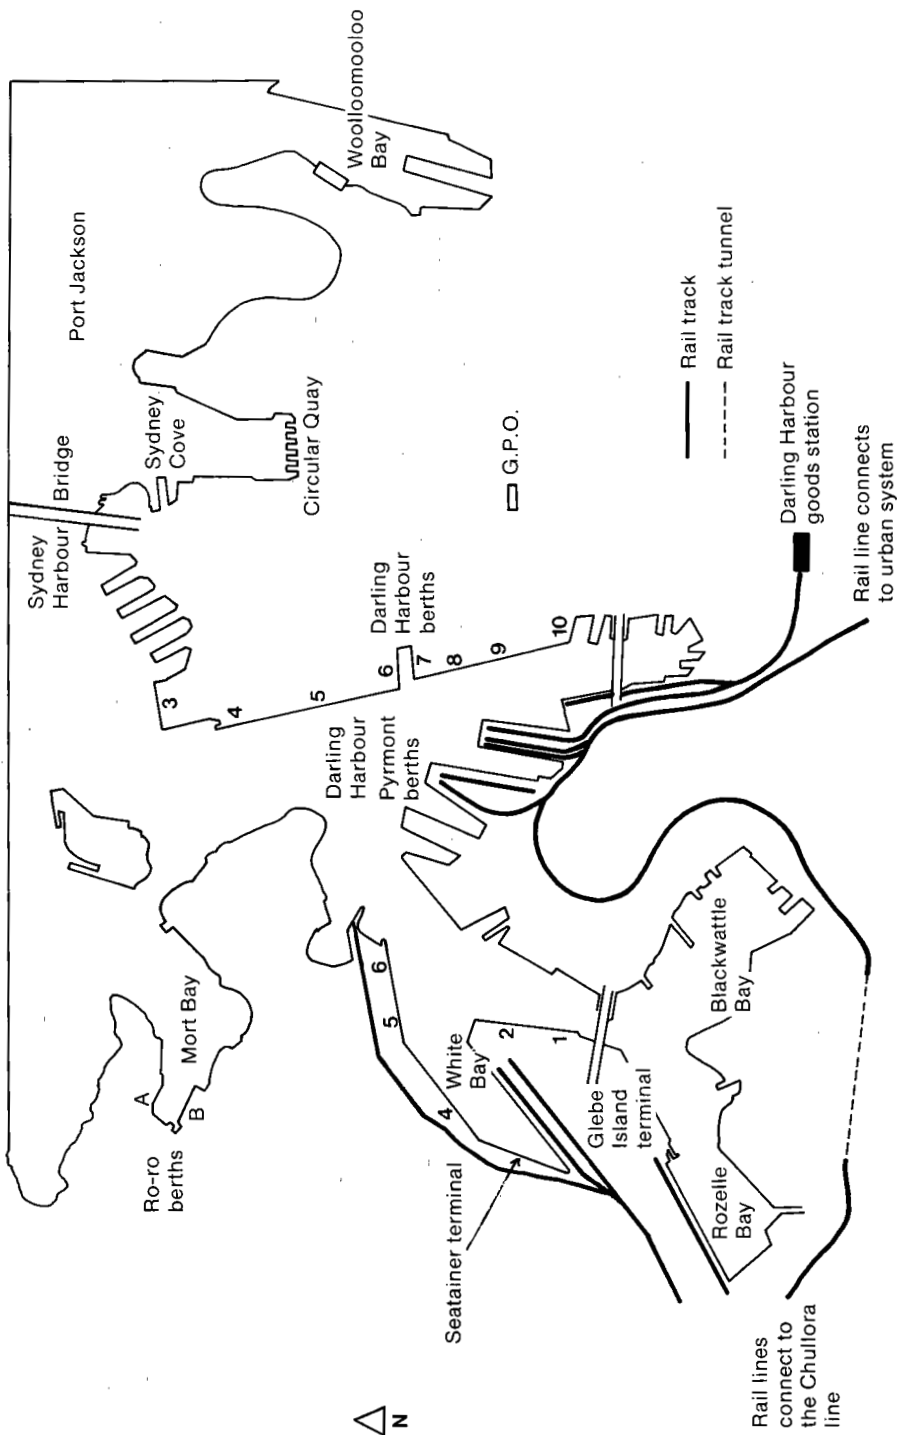 Port Jackson
Woolloomooloo
Bay
Sydney
Harbour
Bridge
Sydney
Cove
Circular Quay
G.P.O.
3
4
5
6
7
8
9
10
Darling
Harbour
berths
Darling
Harbour
Pyrmont
berths
Mort Bay
A
B
Ro-ro
berths
6
5
4
White
Bay
2
1
Glebe
Island
terminal
Seatainer terminal
Blackwattle
Bay
Rozelle
Bay
Rail track
Rail track tunnel
Darling Harbour
goods station
Rail line connects
to urban system
Rail lines
connect to
the Chullora
line
N